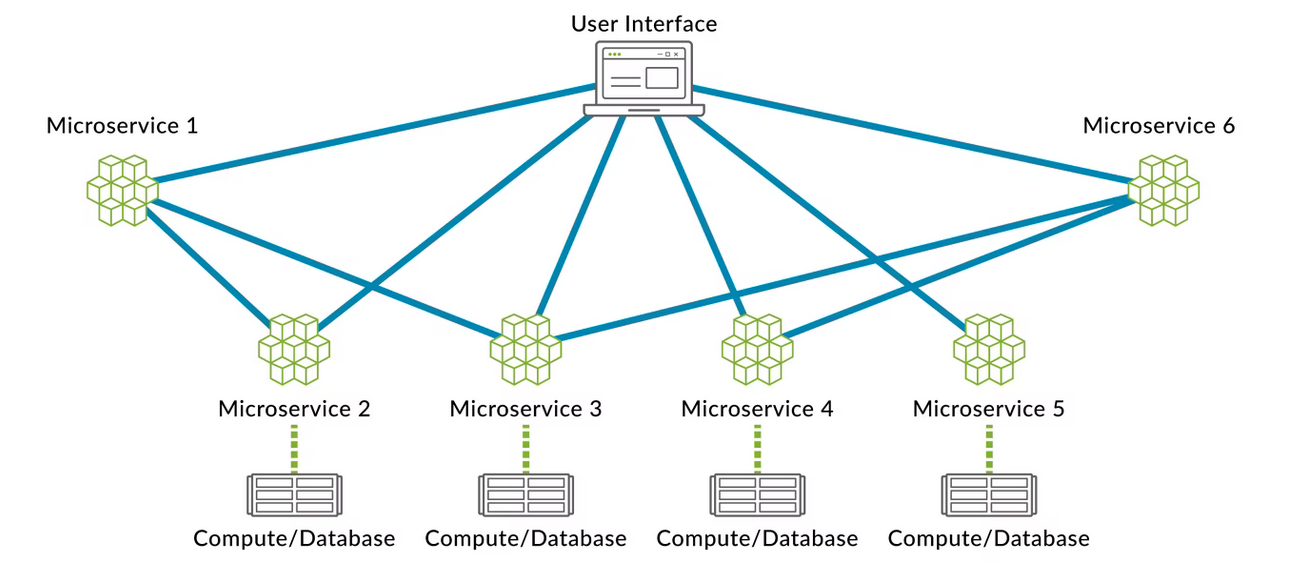 User Interface
Microservice 1
Microservice 6
Microservice 2
Microservice 3
Microservice 4
Microservice 5
Compute/Database
Compute/Database
Compute/Database
Compute/Database